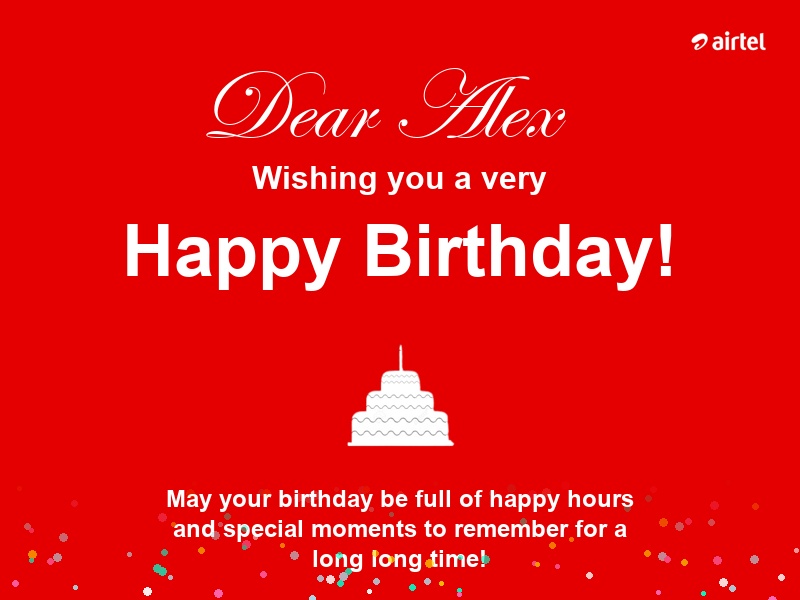 airtel
Dear Alex
Wishing you a very
Happy Birthday!
May your birthday be full of happy hours
and special moments to remember for a
long long time!